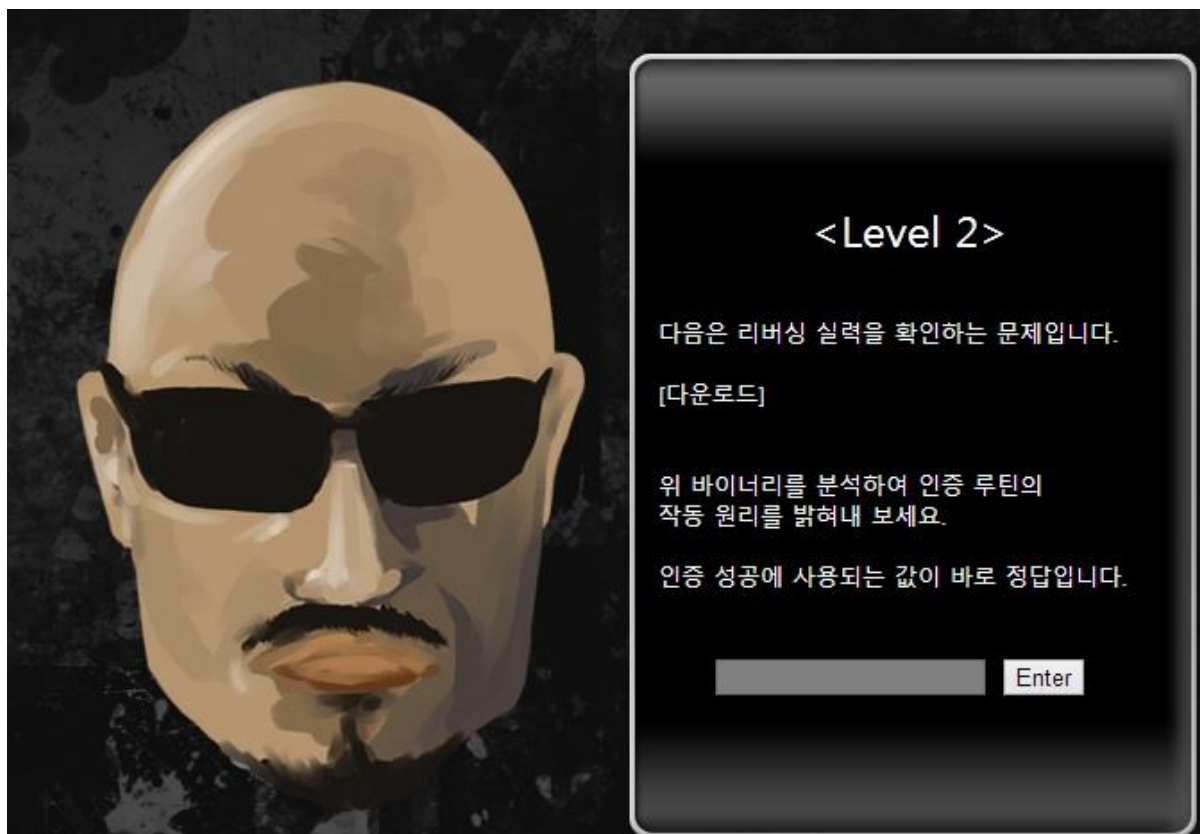 <Level 2>
다음은 리버싱 실력을 확인하는 문제입니다.
[다운로드]
위 바이너리를 분석하여 인증 루틴의
작동 원리를 밝혀내 보세요.
인증 성공에 사용되는 값이 바로 정답입니다.
Enter